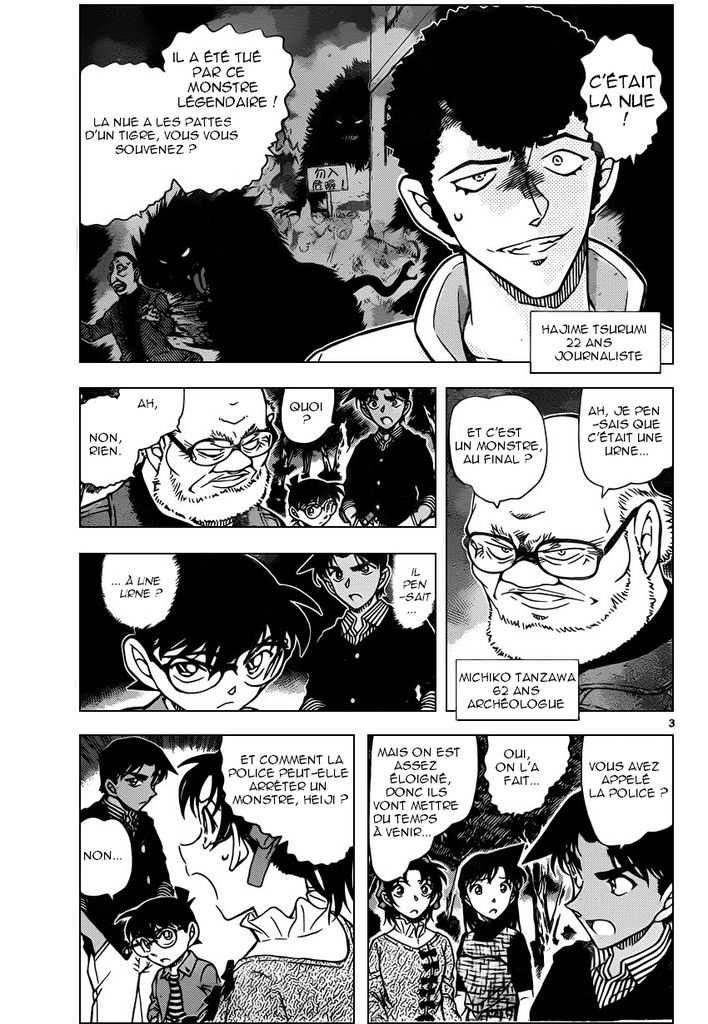 C'ÉTAIT
LA NUE
!
IL A ÉTÉ TUÉ
PAR CE
MONSTRE
LÉGENDAIRE !
LA NUE A LES PATTES
D'UN TIGRE, VOUS VOUS
SOUVENEZ ?
勿入
危険!
HAJIME TSURUMI
22 ANS
JOURNALISTE
AH, JE PEN
-SAIS QUE
C'ÉTAIT UNE
URNE...
ET C'EST
UN MONSTRE,
AU FINAL ?
MICHIKO TANZAWA
62 ANS
ARCHÉOLOGUE
QUOI
?
AH,
NON,
RIEN.
IL
PEN
-SAIT
...
... À UNE
URNE ?
3
VOUS AVEZ
APPELÉ
LA POLICE ?
OUI,
ON L'A
FAIT...
MAIS ON EST
ASSEZ
ÉLOIGNÉ,
DONC ILS
VONT METTRE
DU TEMPS
À VENIR...
ET COMMENT LA
POLICE PEUT-ELLE
ARRÊTER UN
MONSTRE, HEIJI ?
NON...